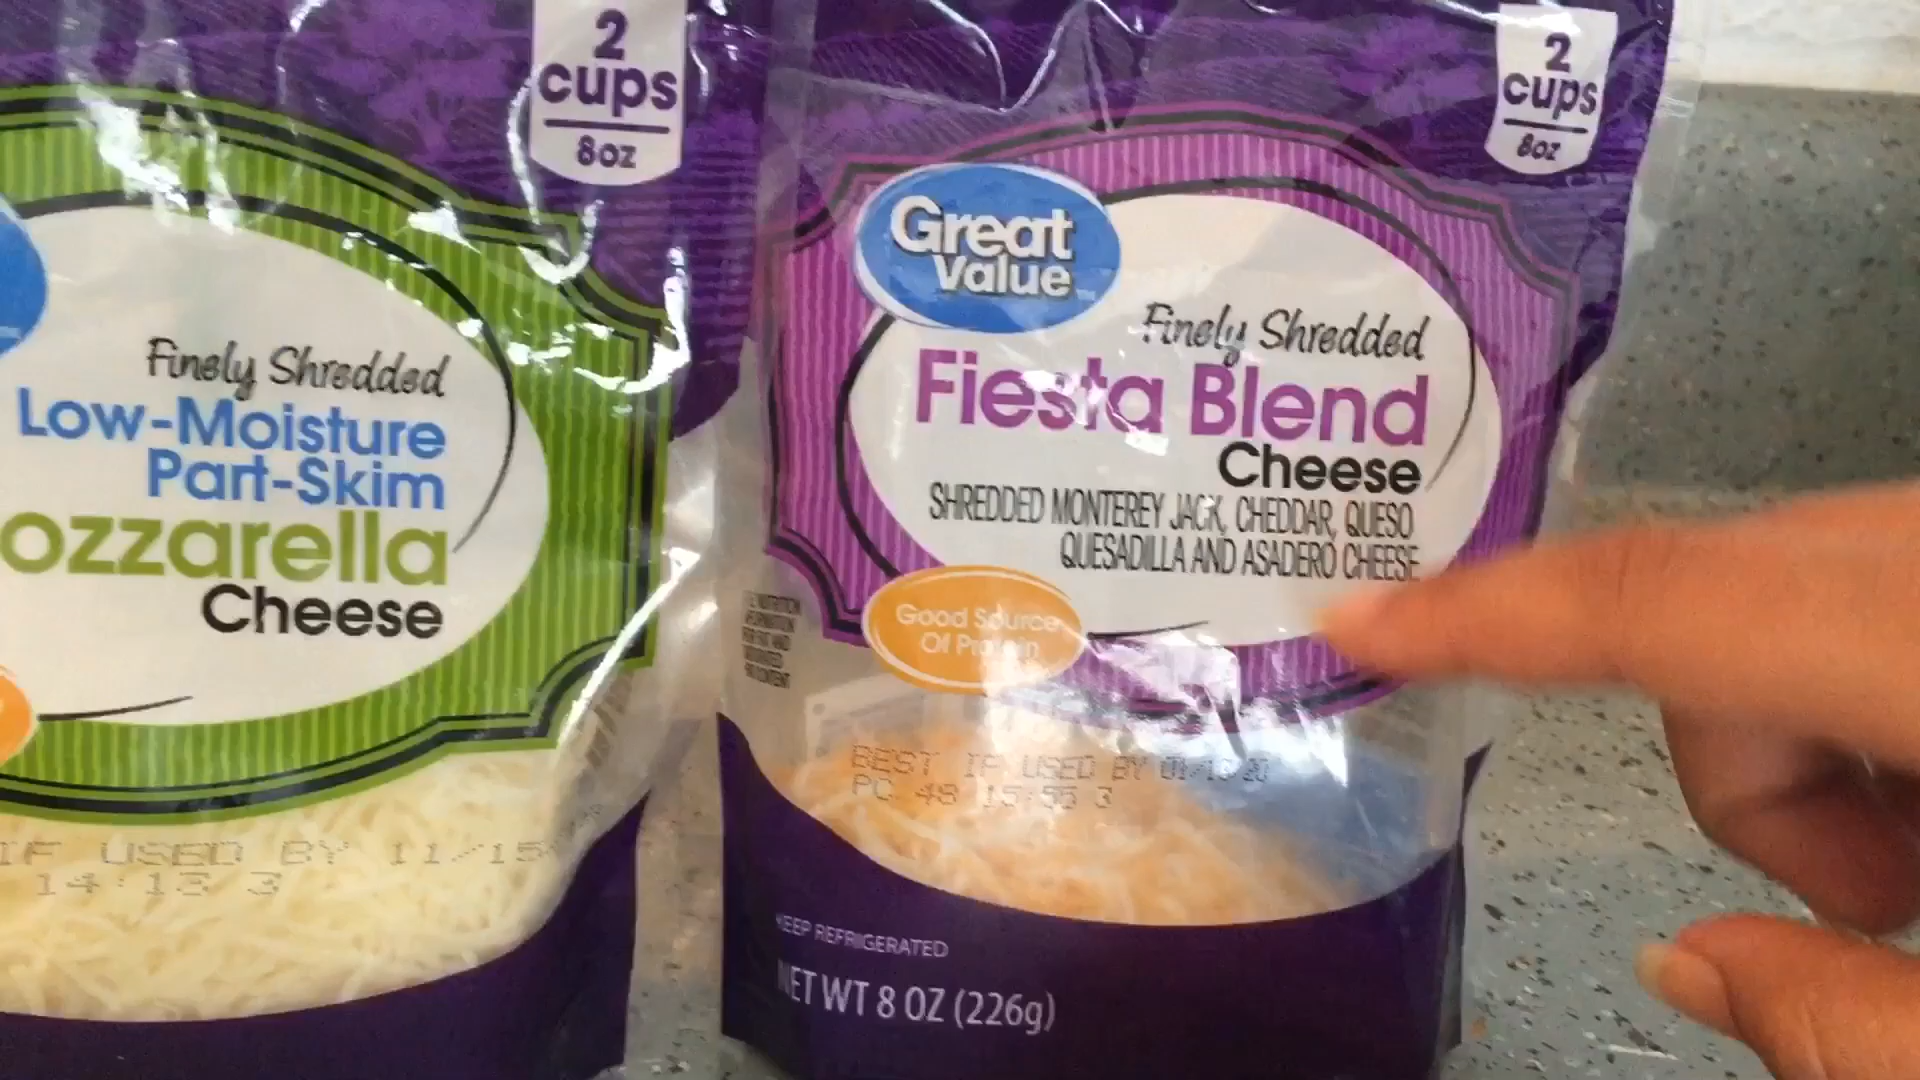 2
cups
8oz
Finely Shredded
Low-Moisture
Part-Skim
ozzarella
Cheese
IF USED BY 11/15
14:13 3
2
cups
8oz
Great
Value
Finely Shredded
Fiesta Blend
Cheese
SHREDDED MONTEREY JACK, CHEDDAR, QUESO
QUESADILLA AND ASADERO CHEESE
Good Source
Of Protein
BEST IF USED BY
PC 48 15:55 3
KEEP REFRIGERATED
NET WT 8 OZ (226g)